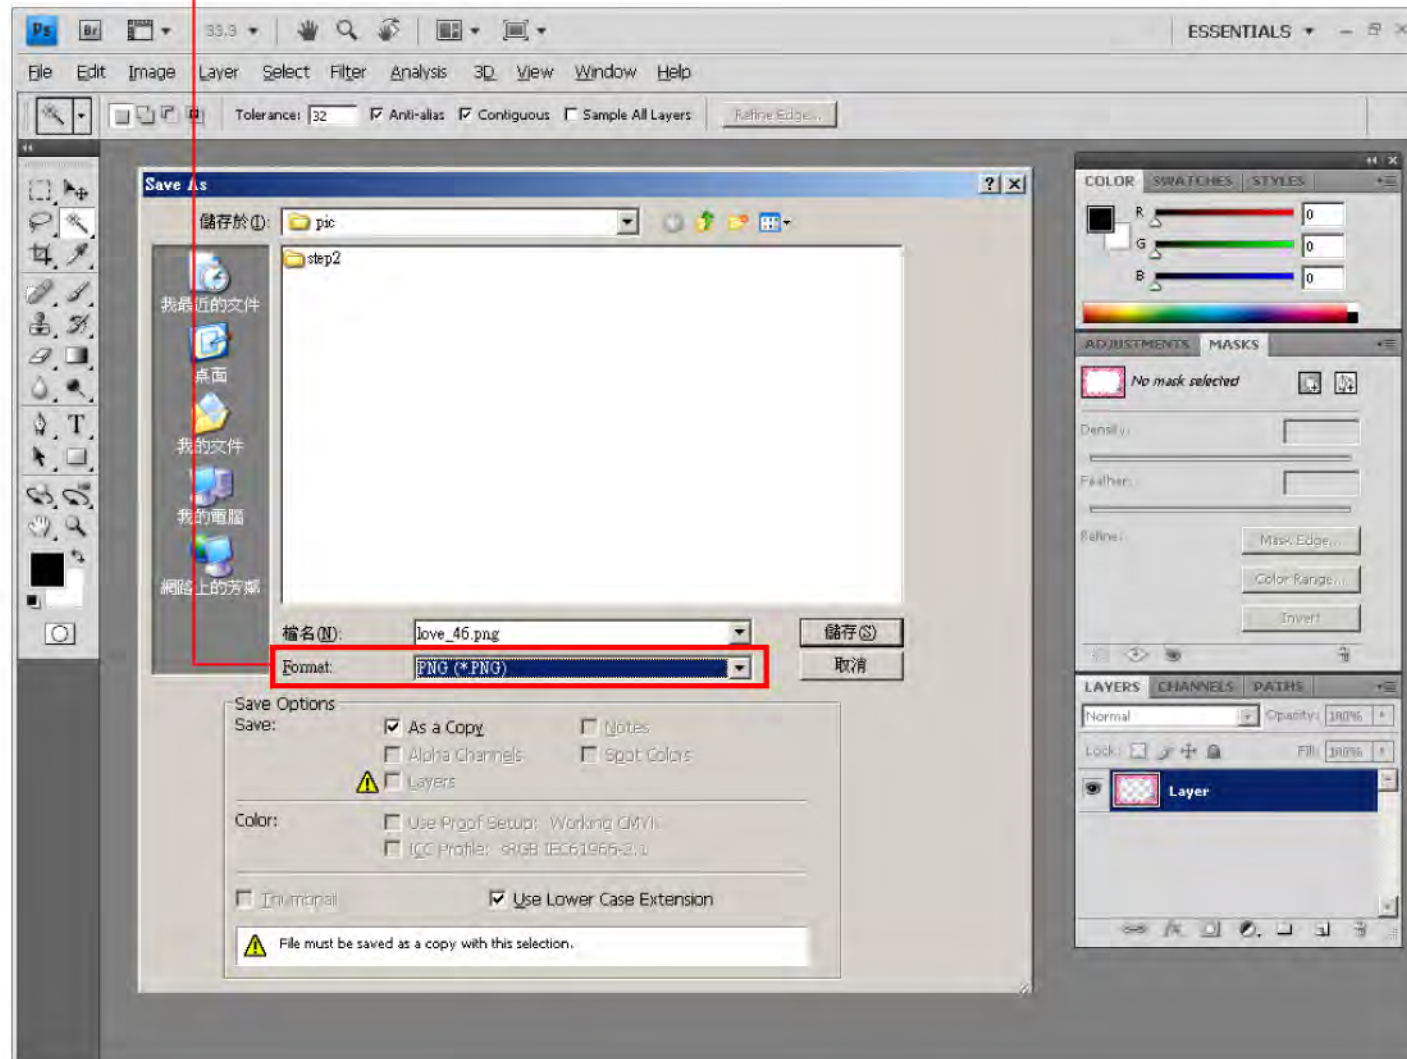 Ps Br 33.3 ESSENTIALS
File Edit Image Layer Select Filter Analysis 3D View Window Help
Tolerance: 32 Anti-alias Contiguous Sample All Layers Refine Edge...
Save As
儲存於(I): pic
step2
我最近的文件
桌面
我的文件
我的電腦
網路上的芳鄰
檔名(N): love_46.png 儲存(S)
Format: PNG (*.PNG) 取消
Save Options
Save: As a Copy Notes
Alpha Channels Spot Colors
Layers
Color: Use Proof Setup: Working CMYK
ICC Profile: sRGB IEC61966-2.1
Thumbnail Use Lower Case Extension
File must be saved as a copy with this selection.
COLOR SWATCHES STYLES
R 0
G 0
B 0
ADJUSTMENTS MASKS
No mask selected
Density:
Feather:
Refine: Mask Edge...
Color Range...
Invert
LAYERS CHANNELS PATHS
Normal Opacity: 100%
Lock: Fill: 100%
Layer